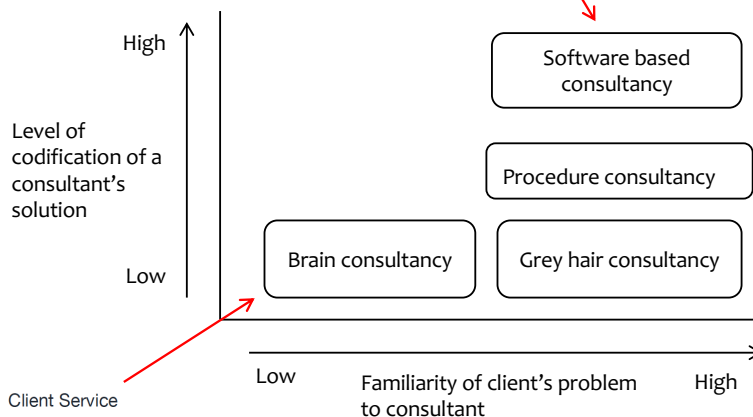 High
Software based
consultancy
Level of
codification of a
consultant's
solution
Procedure consultancy
Brain consultancy
Grey hair consultancy
Low
Low
Familiarity of client's problem
to consultant
High
Client Service